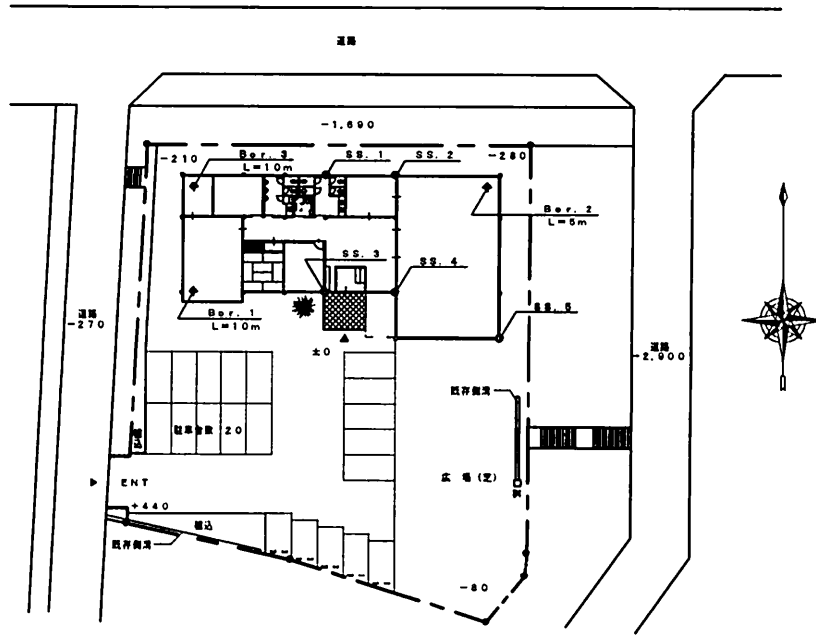 道路
-1,690
-210
Bor. 3
L=10m
SS. 1
SS. 2
-280
Bor. 2
L=5m
SS. 3
SS. 4
道路
-270
Bor. 1
L=10m
SS. 5
±0
道路
-2,900
既存側溝
駐車台数 20
広 場 (芝)
ENT
+440
植込
既存側溝
-80